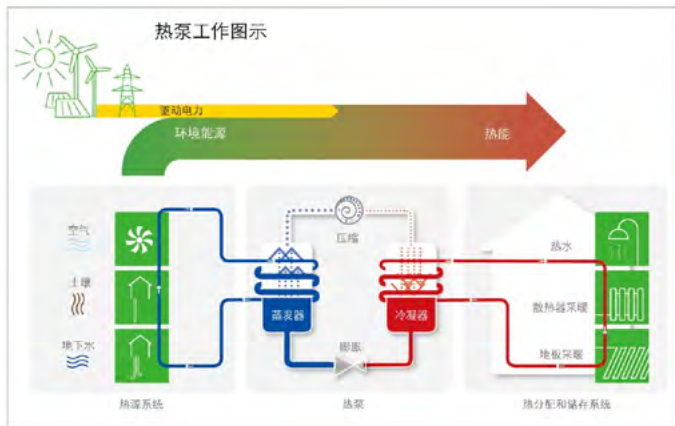 热泵工作图示
驱动电力
环境能源
热能
空气
土壤
地下水
压缩
蒸发器
冷凝器
膨胀
热水
散热器采暖
地板采暖
热源系统
热泵
热分配和储存系统